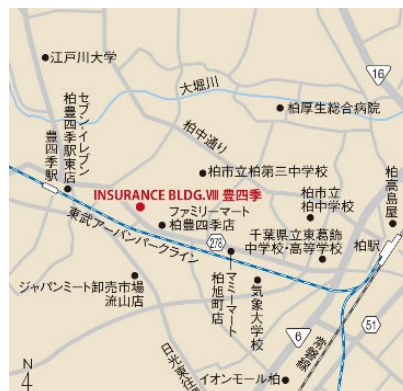 江戸川大学
大堀川
16
柏厚生総合病院
柏中通り
セブン-イレブン
柏豊四季駅東店
豊四季駅
柏市立柏第三中学校
INSURANCE BLDG.Ⅷ 豊四季
ファミリーマート
柏豊四季店
柏市立
柏中学校
柏高島屋
東武アーバンパークライン
278
千葉県立東葛飾
中学校・高等学校
柏駅
ジャパンミート卸売市場
流山店
マミーマート
柏旭町店
気象大学校
常磐線
6
51
日光東往
イオンモール柏
N
4